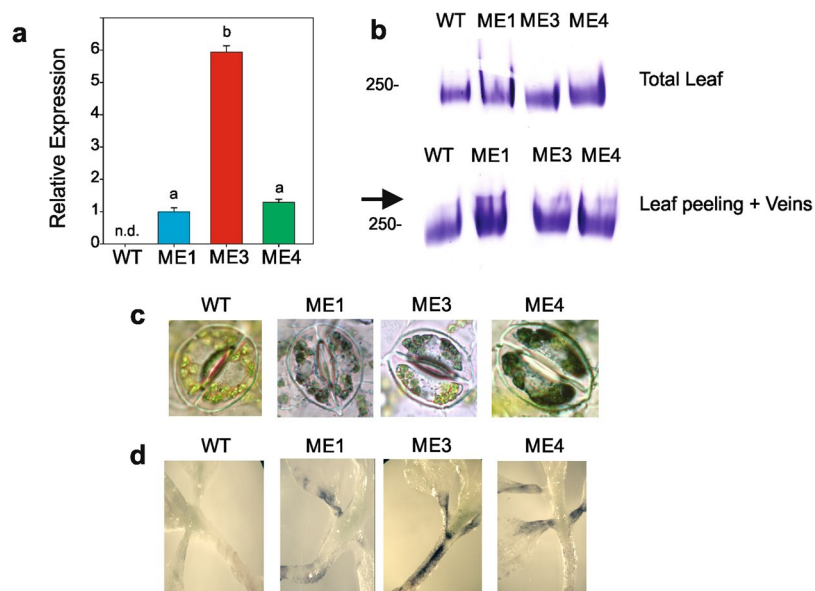 a
Relative Expression
6
5
4
3
2
1
0
n.d.
a
b
a
WT ME1 ME3 ME4
b
WT ME1 ME3 ME4
250-
Total Leaf
WT ME1 ME3 ME4
250-
Leaf peeling + Veins
c
WT ME1 ME3 ME4
d
WT ME1 ME3 ME4